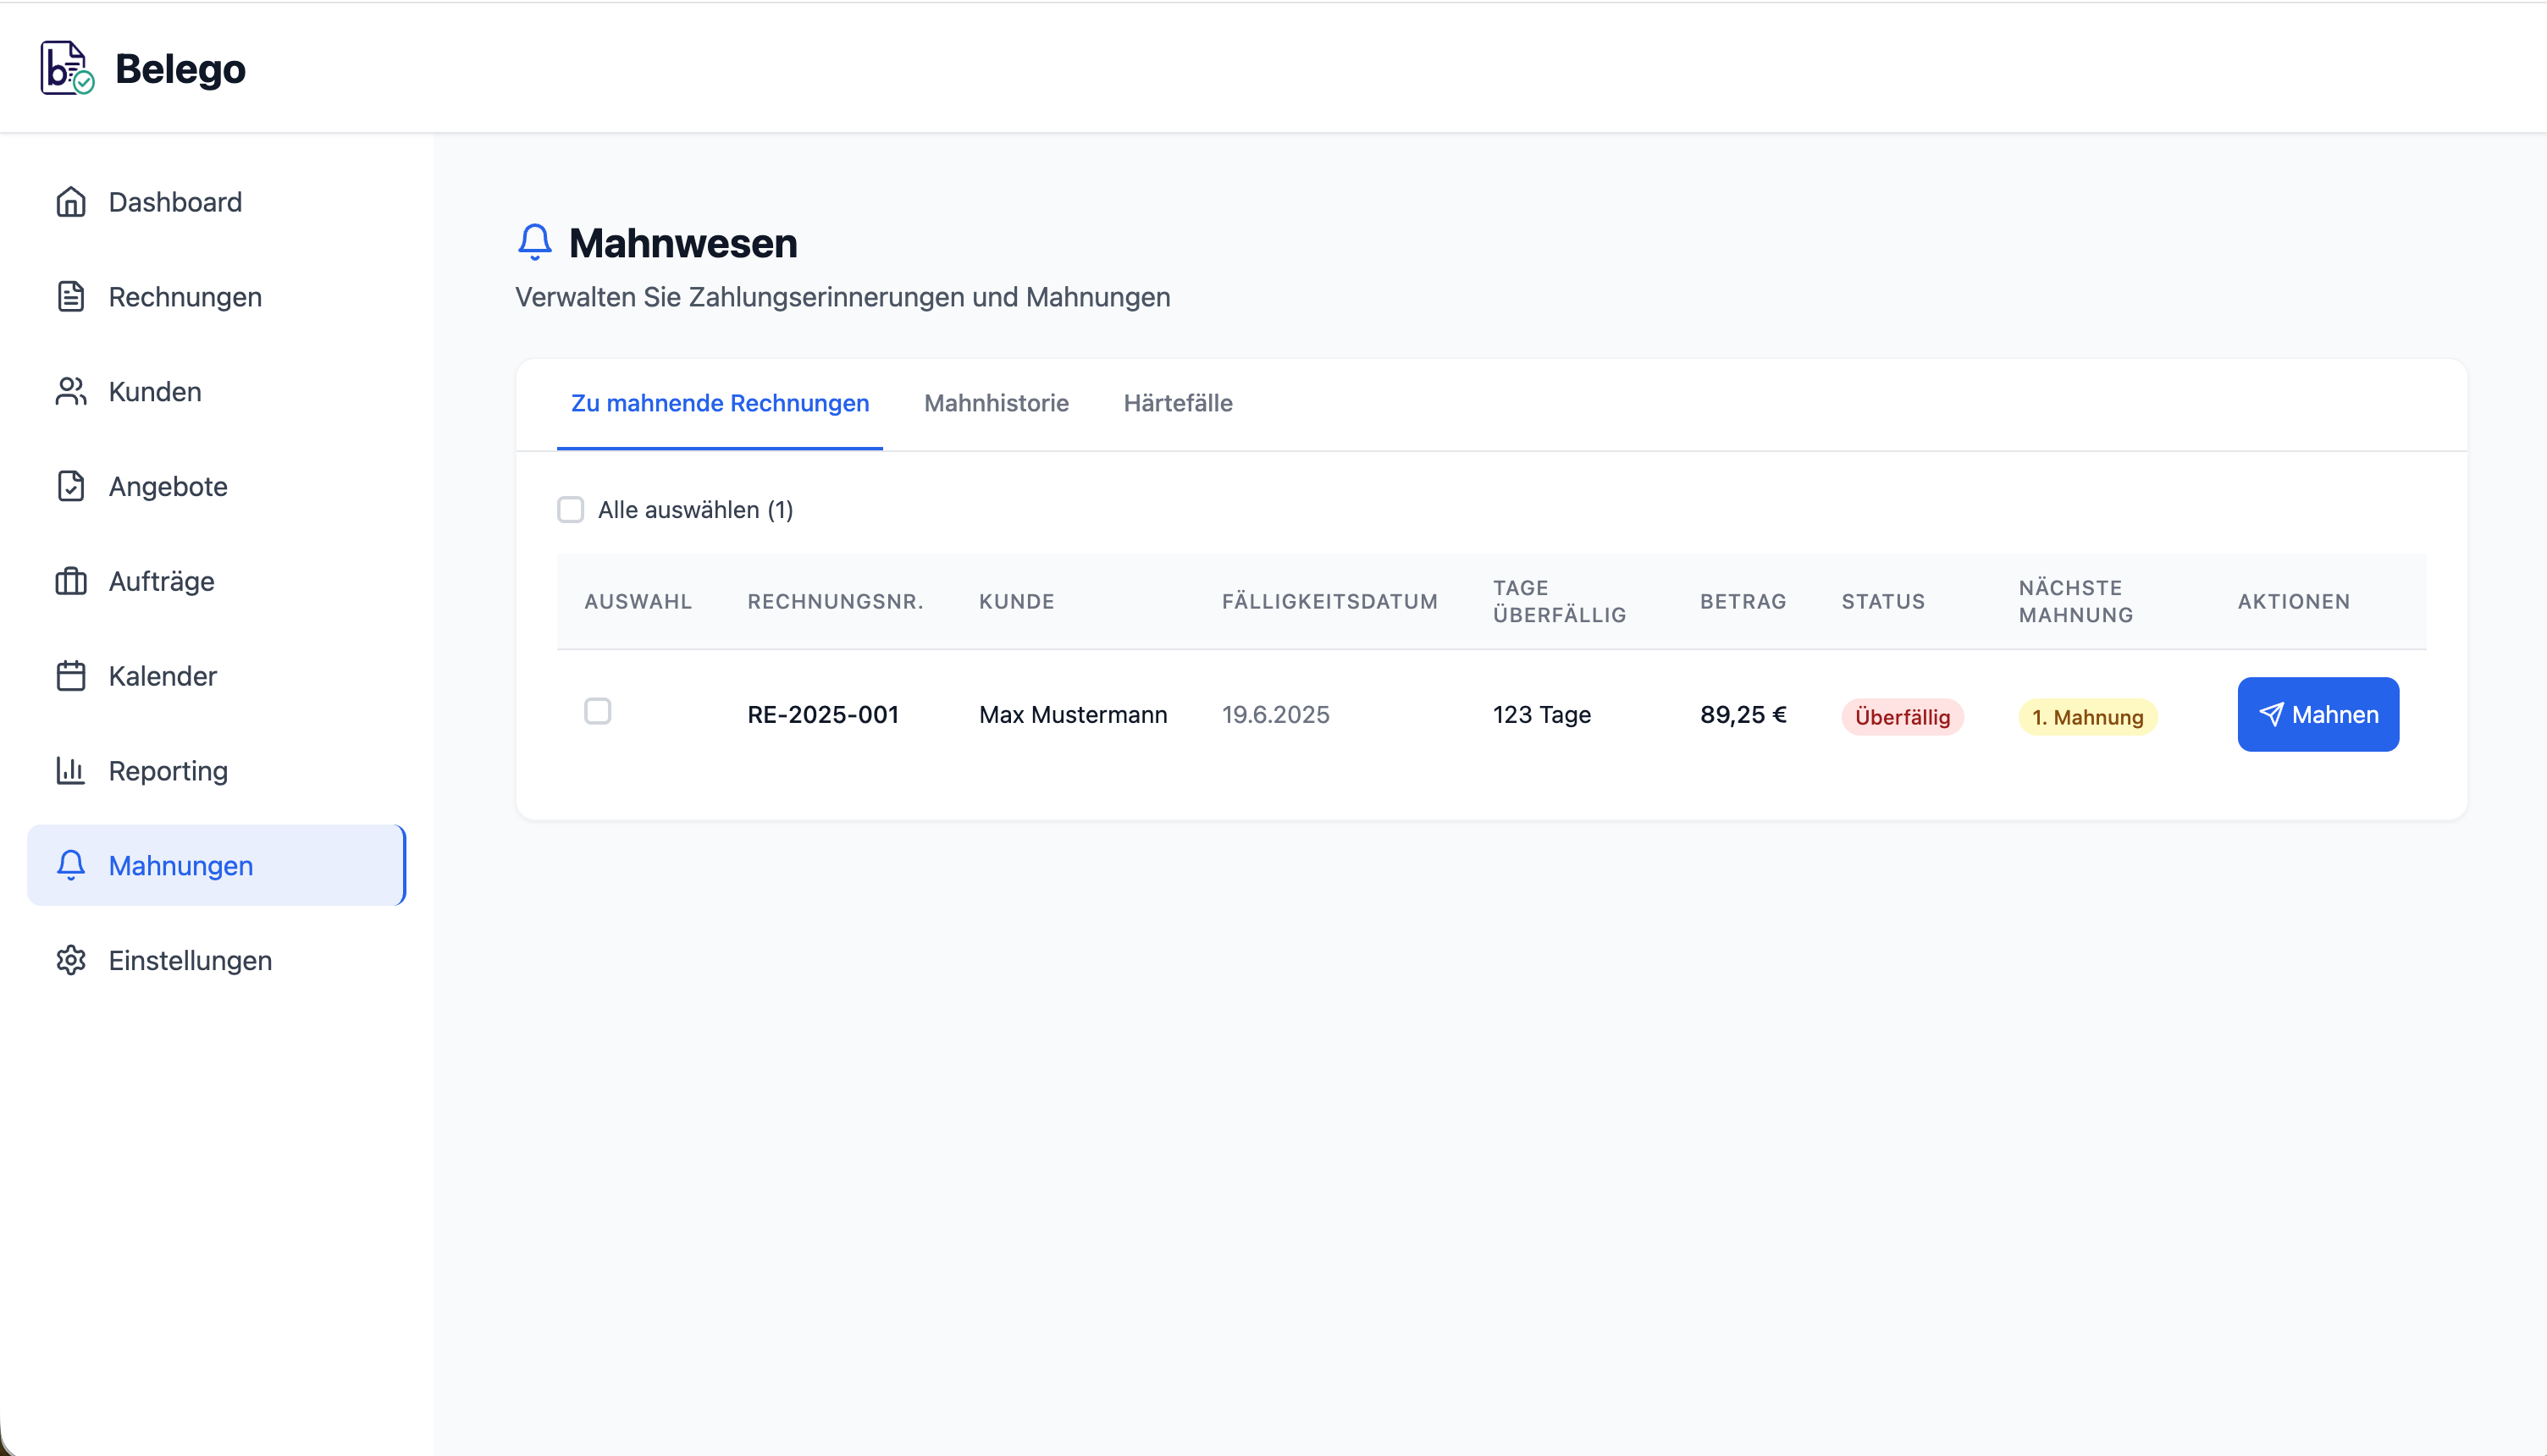 Belego
Dashboard
Rechnungen
Kunden
Angebote
Aufträge
Kalender
Reporting
Mahnungen
Einstellungen
Mahnwesen
Verwalten Sie Zahlungserinnerungen und Mahnungen
Zu mahnende Rechnungen Mahnhistorie Härtefälle
Alle auswählen (1)
AUSWAHL RECHNUNGSNR. KUNDE FÄLLIGKEITSDATUM TAGE ÜBERFÄLLIG BETRAG STATUS NÄCHSTE MAHNUNG AKTIONEN
RE-2025-001 Max Mustermann 19.6.2025 123 Tage 89,25 € Überfällig 1. Mahnung Mahnen